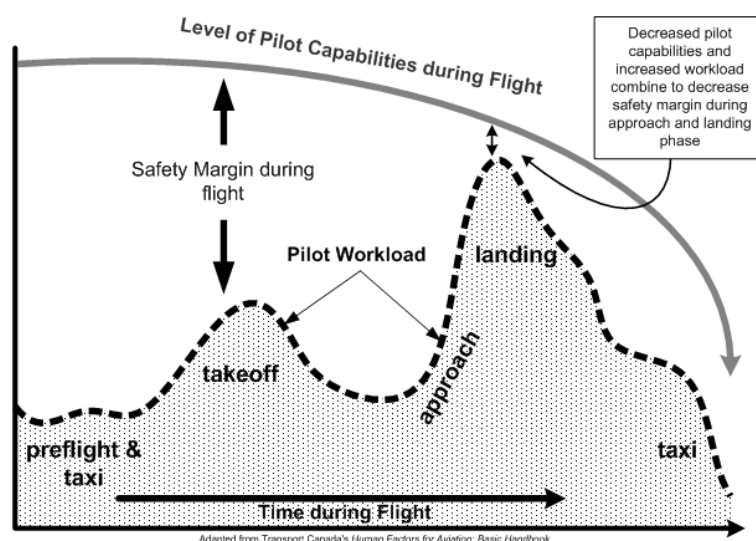 Level of Pilot Capabilities during Flight
Decreased pilot
capabilities and
increased workload
combine to decrease
safety margin during
approach and landing
phase
Safety Margin during
flight
Pilot Workload
landing
takeoff
approach
preflight &
taxi
taxi
Time during Flight
Adapted from Transport Canada's Human Factors for Aviation: Basic Handbook